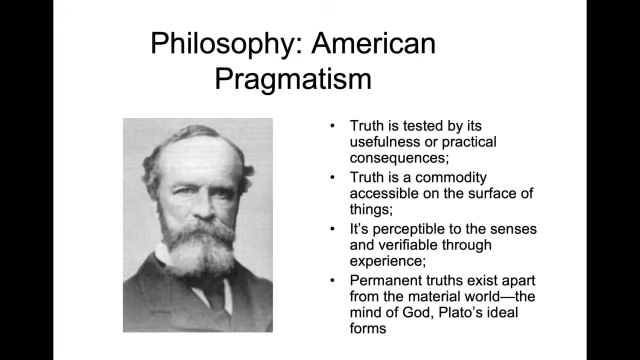 Philosophy: American
Pragmatism
• Truth is tested by its
usefulness or practical
consequences;
• Truth is a commodity
accessible on the surface of
things;
• It's perceptible to the senses
and verifiable through
experience;
• Permanent truths exist apart
from the material world—the
mind of God, Plato's ideal
forms